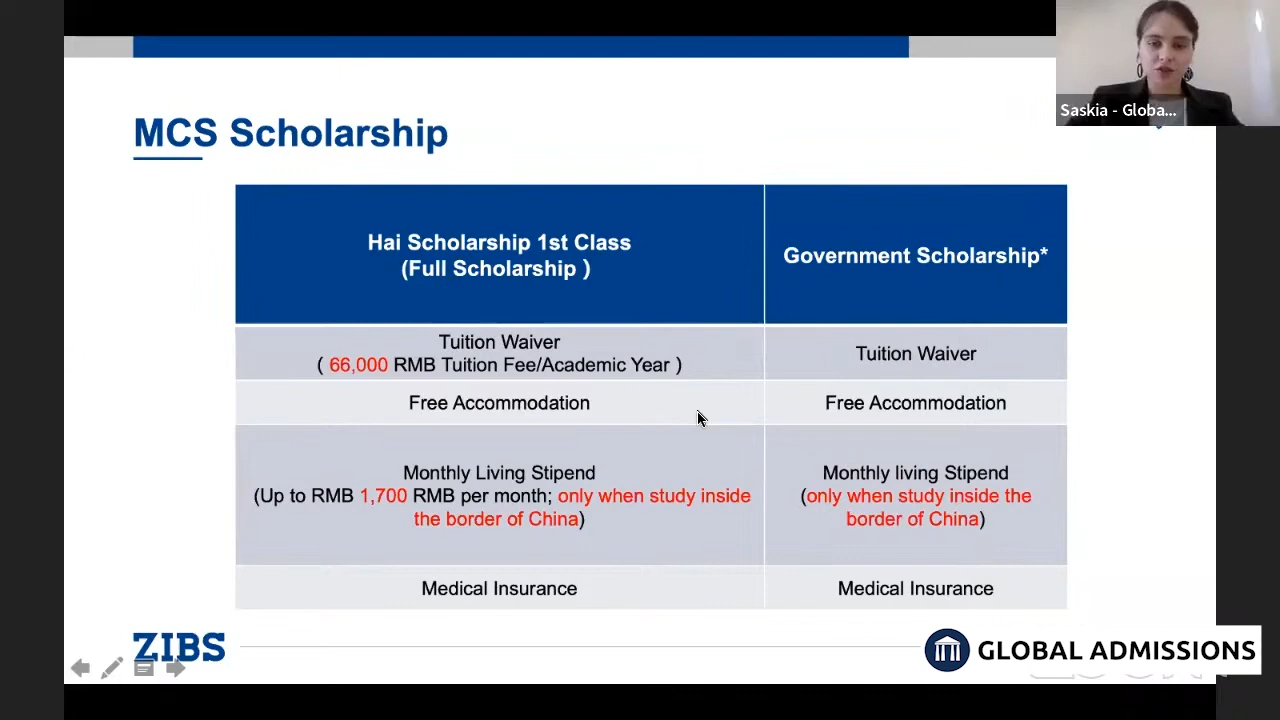 Saskia - Globa...
MCS Scholarship
Hai Scholarship 1st Class
(Full Scholarship )
Government Scholarship*
Tuition Waiver
( 66,000 RMB Tuition Fee/Academic Year )
Tuition Waiver
Free Accommodation
Free Accommodation
Monthly Living Stipend
(Up to RMB 1,700 RMB per month; only when study inside
the border of China)
Monthly living Stipend
(only when study inside the
border of China)
Medical Insurance
Medical Insurance
ZIBS
GLOBAL ADMISSIONS